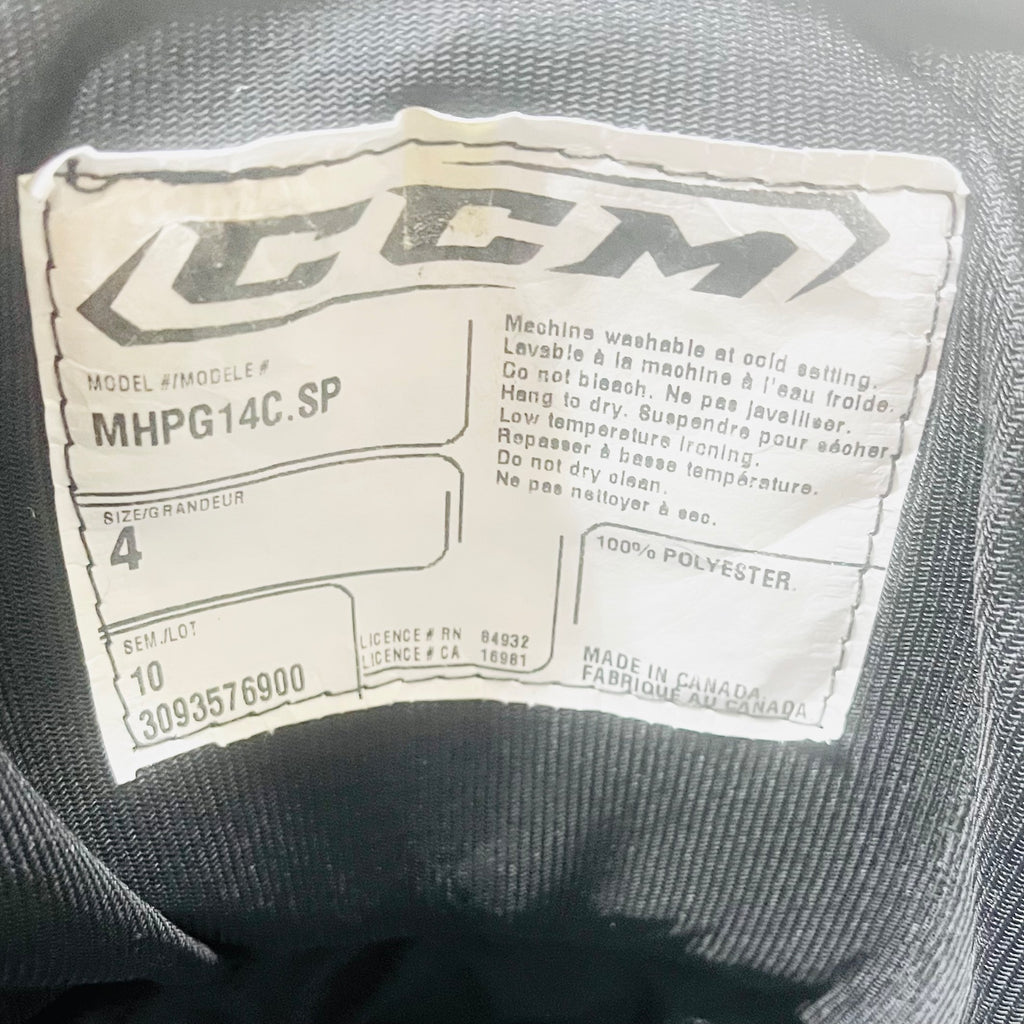 CCM
MODEL #/MODELE #
MHPG14C.SP
SIZE/GRANDEUR
4
SEM./LOT
10
3093576900
Machine washable at cold setting.
Lavable à la machine à l'eau froide.
Do not bleach. Ne pas javelliser.
Hang to dry. Suspendre pour sécher.
Low temperature ironing.
Repasser à basse température.
Do not dry clean.
Ne pas nettoyer à sec.
LICENCE # RN 84932
LICENCE # CA 16981
100% POLYESTER.
MADE IN CANADA
FABRIQUÉ AU CANADA